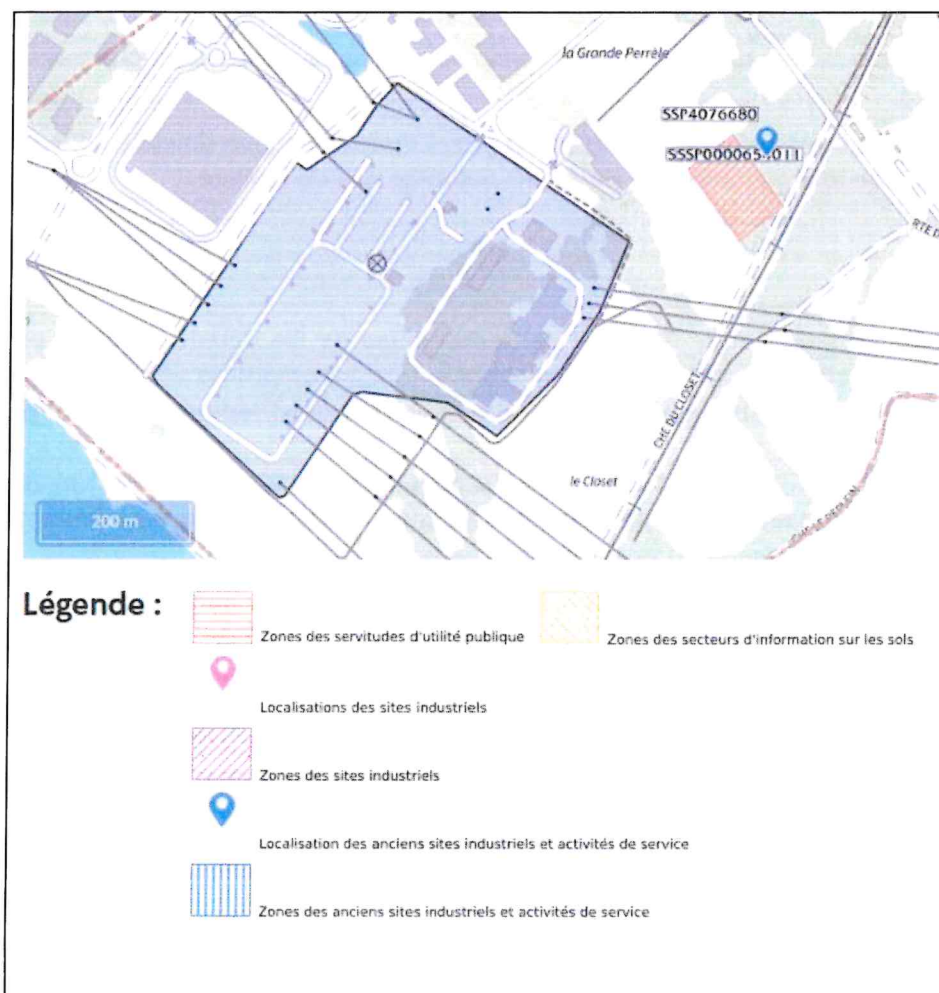 la Grande Perrèle
SSP4076680
RTE D
CHE DU CLOSET
le Closet
200 m
Légende :
Zones des servitudes d'utilité publique
Zones des secteurs d'information sur les sols
Localisations des sites industriels
Zones des sites industriels
Localisation des anciens sites industriels et activités de service
Zones des anciens sites industriels et activités de service